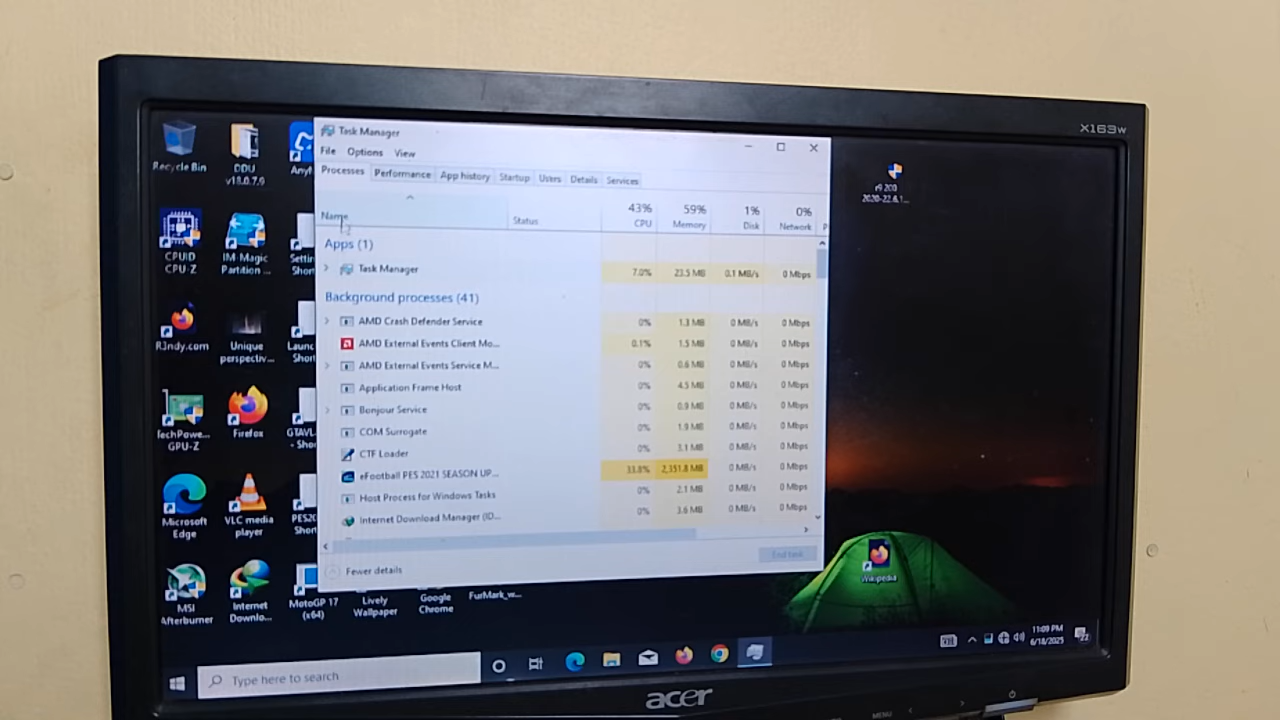 X163w
Recycle Bin
DDU v18.0.7.9
CPUID CPU-Z
IM-Magic Partition ...
R3ndy.com
Unique perspectiv...
TechPowe... GPU-Z
Firefox
Microsoft Edge
VLC media player
MSI Afterburner
Internet Downlo...
MotoGP 17 (x64)
Lively Wallpaper
Google Chrome
FurMark_w...
Task Manager
File Options View
Processes Performance App history Startup Users Details Services
43% 59% 1% 0%
Name Status CPU Memory Disk Network
Apps (1)
Task Manager 7.0% 23.5 MB 0.1 MB/s 0 Mbps
Background processes (41)
AMD Crash Defender Service 0% 1.3 MB 0 MB/s 0 Mbps
AMD External Events Client Mo... 0.1% 1.5 MB 0 MB/s 0 Mbps
AMD External Events Service M... 0% 0.6 MB 0 MB/s 0 Mbps
Application Frame Host 0% 4.5 MB 0 MB/s 0 Mbps
Bonjour Service 0% 0.9 MB 0 MB/s 0 Mbps
COM Surrogate 0% 1.9 MB 0 MB/s 0 Mbps
CTF Loader 0% 3.1 MB 0 MB/s 0 Mbps
eFootball PES 2021 SEASON UP... 33.8% 2,351.8 MB 0 MB/s 0 Mbps
Host Process for Windows Tasks 0% 2.1 MB 0 MB/s 0 Mbps
Internet Download Manager (ID... 0% 3.6 MB 0 MB/s 0 Mbps
Fewer details
End task
Wikipedia
Type here to search
11:09 PM
6/18/2025
acer
MENU